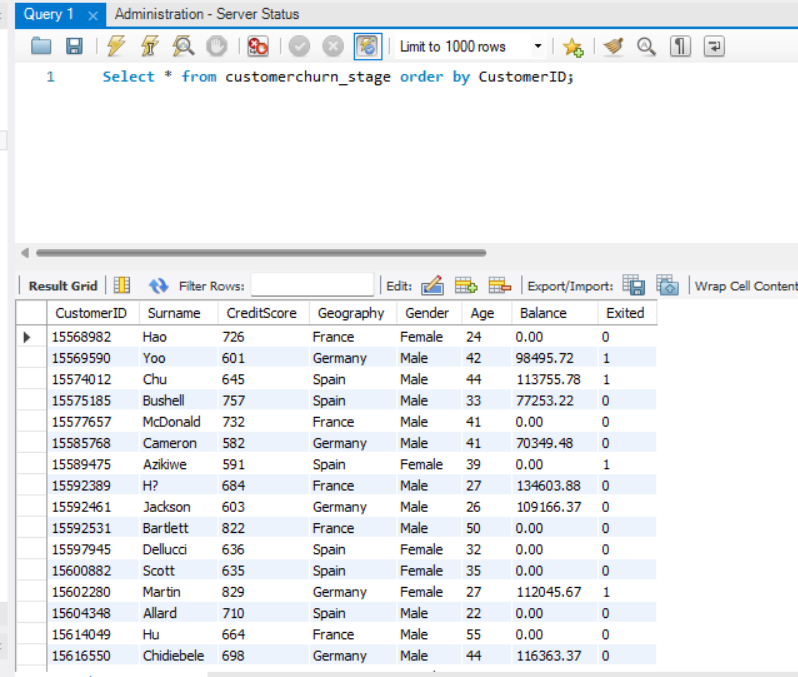 Query 1 Administration - Server Status
Limit to 1000 rows
1 Select * from customerchurn_stage order by CustomerID;
Result Grid Filter Rows: Edit: Export/Import: Wrap Cell Content
CustomerID Surname CreditScore Geography Gender Age Balance Exited
15568982 Hao 726 France Female 24 0.00 0
15569590 Yoo 601 Germany Male 42 98495.72 1
15574012 Chu 645 Spain Male 44 113755.78 1
15575185 Bushell 757 Spain Male 33 77253.22 0
15577657 McDonald 732 France Male 41 0.00 0
15585768 Cameron 582 Germany Male 41 70349.48 0
15589475 Azikiwe 591 Spain Female 39 0.00 1
15592389 H? 684 France Male 27 134603.88 0
15592461 Jackson 603 Germany Male 26 109166.37 0
15592531 Bartlett 822 France Male 50 0.00 0
15597945 Dellucci 636 Spain Female 32 0.00 0
15600882 Scott 635 Spain Female 35 0.00 0
15602280 Martin 829 Germany Female 27 112045.67 1
15604348 Allard 710 Spain Male 22 0.00 0
15614049 Hu 664 France Male 55 0.00 0
15616550 Chidiebele 698 Germany Male 44 116363.37 0